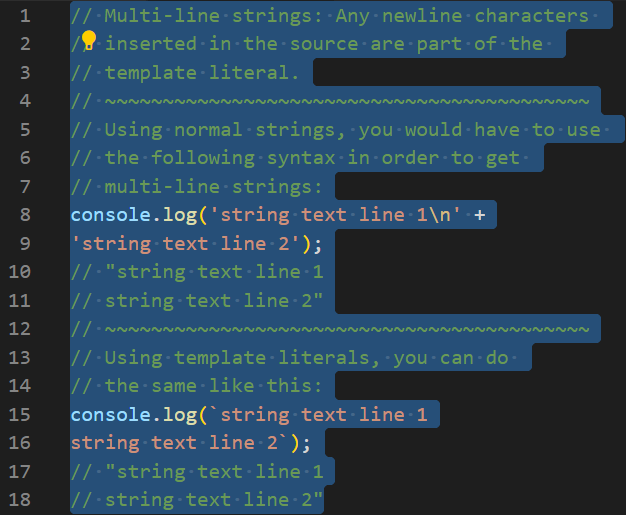 1 // Multi-line strings: Any newline characters
2 // inserted in the source are part of the
3 // template literal.
4 // ~~~~~~~~~~~~~~~~~~~~~~~~~~~~~~~~~~~~~~~~~~
5 // Using normal strings, you would have to use
6 // the following syntax in order to get
7 // multi-line strings:
8 console.log('string text line 1\n' +
9 'string text line 2');
10 // "string text line 1
11 // string text line 2"
12 // ~~~~~~~~~~~~~~~~~~~~~~~~~~~~~~~~~~~~~~~~~~
13 // Using template literals, you can do
14 // the same like this:
15 console.log(`string text line 1
16 string text line 2`);
17 // "string text line 1
18 // string text line 2"